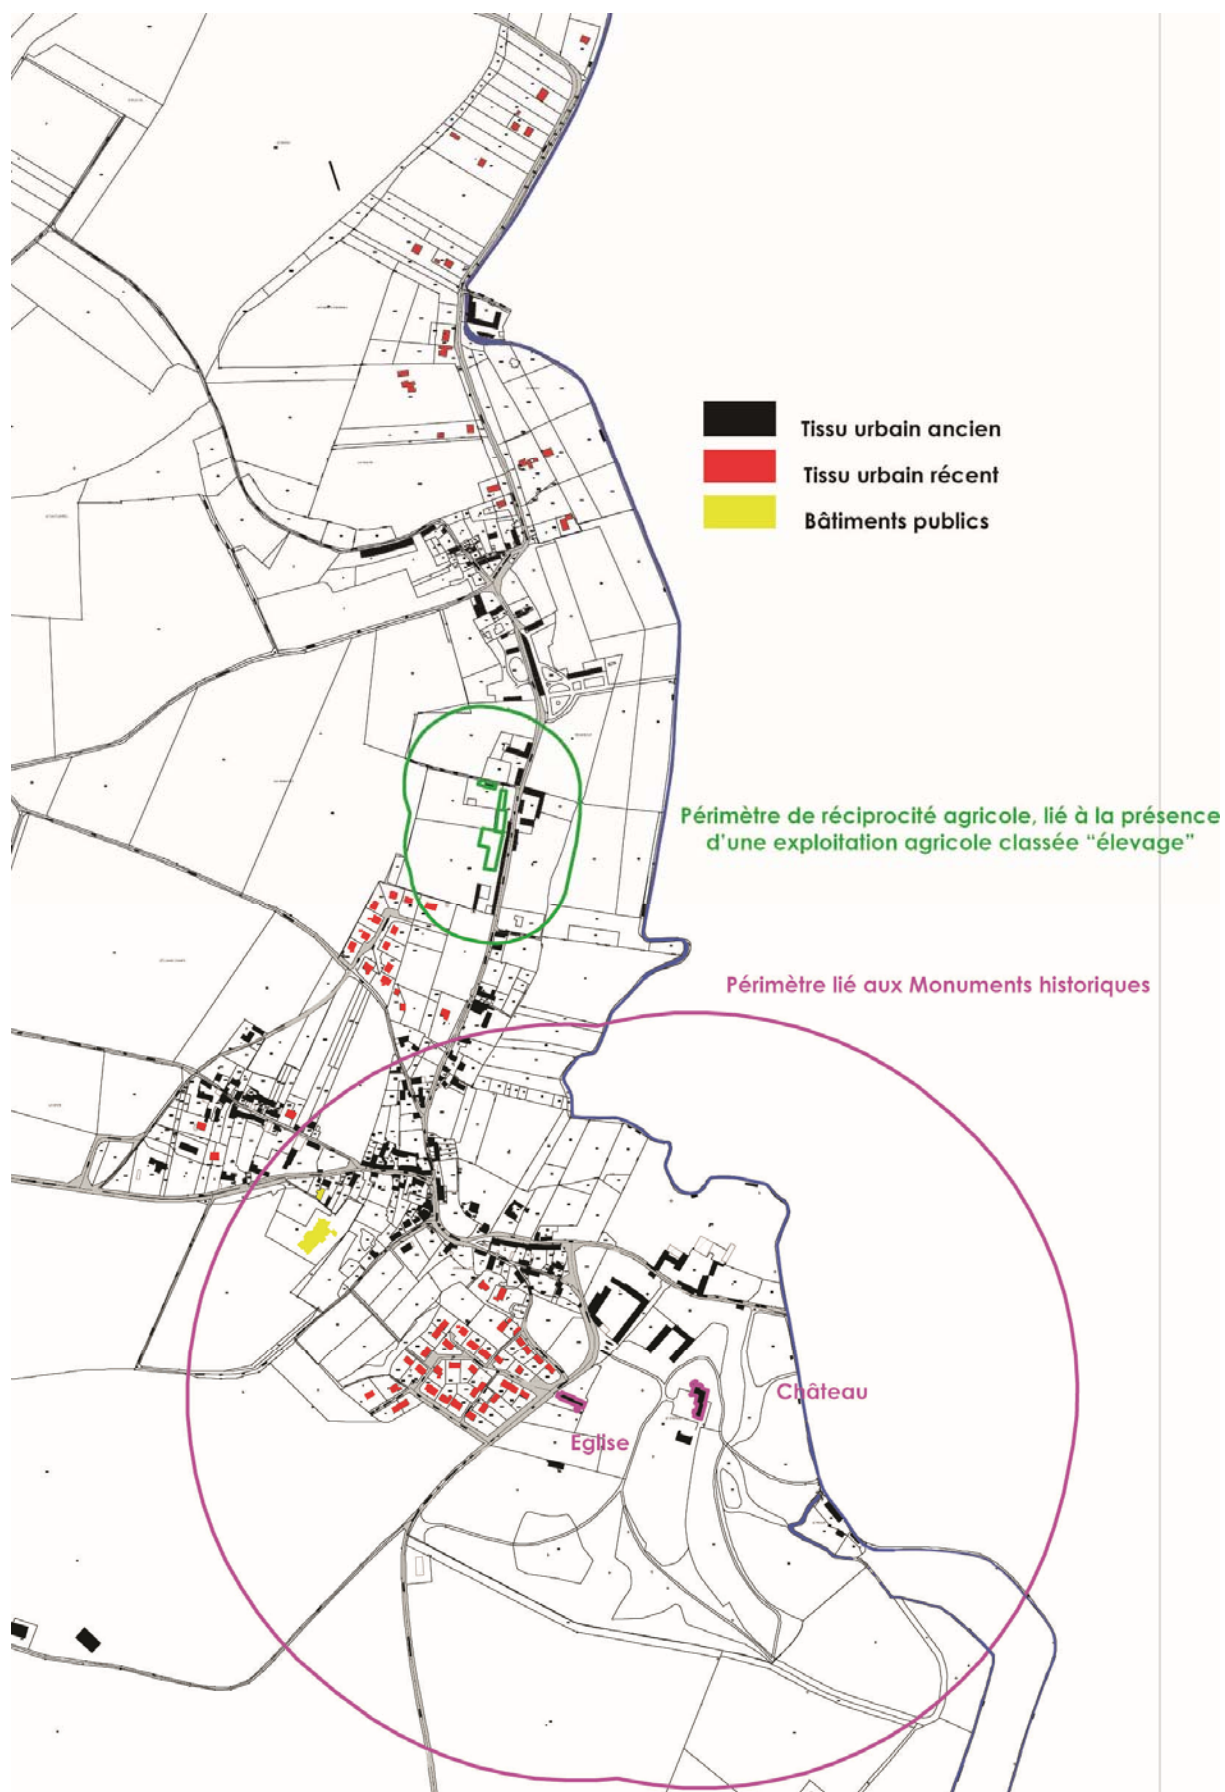 Tissu urbain ancien
Tissu urbain récent
Bâtiments publics
Périmètre de réciprocité agricole, lié à la présence
d'une exploitation agricole classée “élevage”
Périmètre lié aux Monuments historiques
Château
Eglise